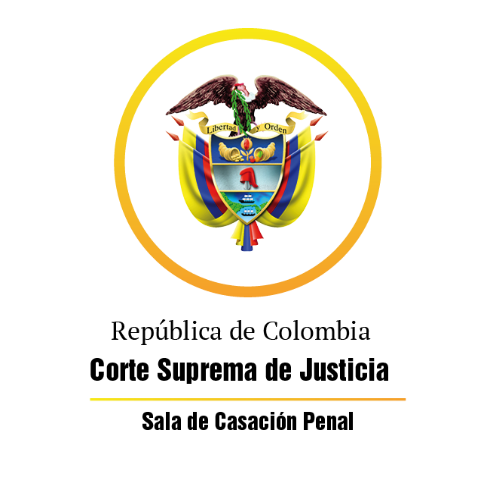 Libertad y Orden
República de Colombia
Corte Suprema de Justicia
Sala de Casación Penal